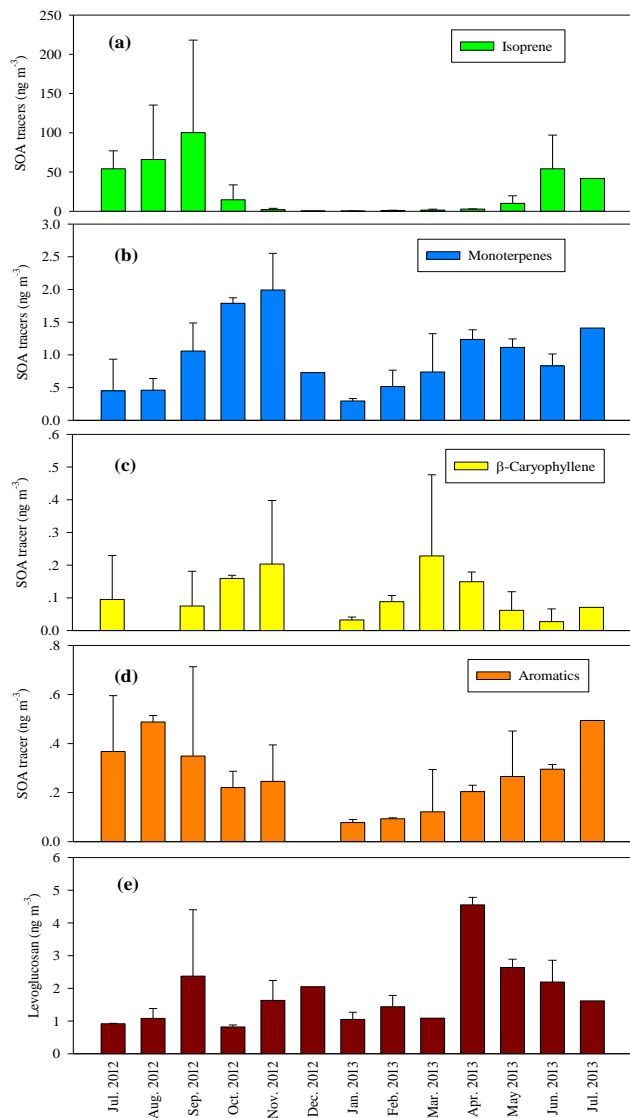 (a)
Isoprene
SOA tracers (ng m⁻³)
250
200
150
100
50
0
(b)
Monoterpenes
SOA tracers (ng m⁻³)
3.0
2.5
2.0
1.5
1.0
.5
0.0
(c)
β-Caryophyllene
SOA tracer (ng m⁻³)
.6
.5
.4
.3
.2
.1
0.0
(d)
Aromatics
SOA tracer (ng m⁻³)
.8
.6
.4
.2
0.0
(e)
Levoglucosan (ng m⁻³)
6
5
4
3
2
1
0
Jul. 2012
Aug. 2012
Sep. 2012
Oct. 2012
Nov. 2012
Dec. 2012
Jan. 2013
Feb. 2013
Mar. 2013
Apr. 2013
May 2013
Jun. 2013
Jul. 2013